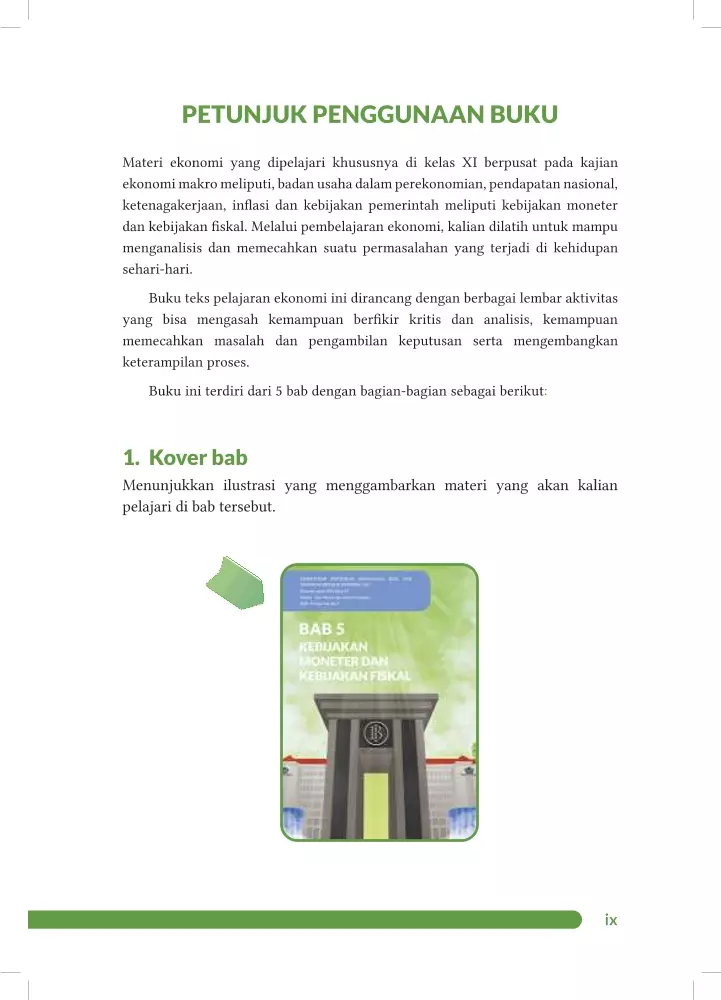 PETUNJUK PENGGUNAAN BUKU
Materi ekonomi yang dipelajari khususnya di kelas XI berpusat pada kajian
ekonomi makro meliputi, badan usaha dalam perekonomian, pendapatan nasional,
ketenagakerjaan, inflasi dan kebijakan pemerintah meliputi kebijakan moneter
dan kebijakan fiskal. Melalui pembelajaran ekonomi, kalian dilatih untuk mampu
menganalisis dan memecahkan suatu permasalahan yang terjadi di kehidupan
sehari-hari.
Buku teks pelajaran ekonomi ini dirancang dengan berbagai lembar aktivitas
yang bisa mengasah kemampuan berfikir kritis dan analisis, kemampuan
memecahkan masalah dan pengambilan keputusan serta mengembangkan
keterampilan proses.
Buku ini terdiri dari 5 bab dengan bagian-bagian sebagai berikut:
1. Kover bab
Menunjukkan ilustrasi yang menggambarkan materi yang akan kalian
pelajari di bab tersebut.
BAB 5
KEBIJAKAN
MONETER DAN
KEBIJAKAN FISKAL
ix